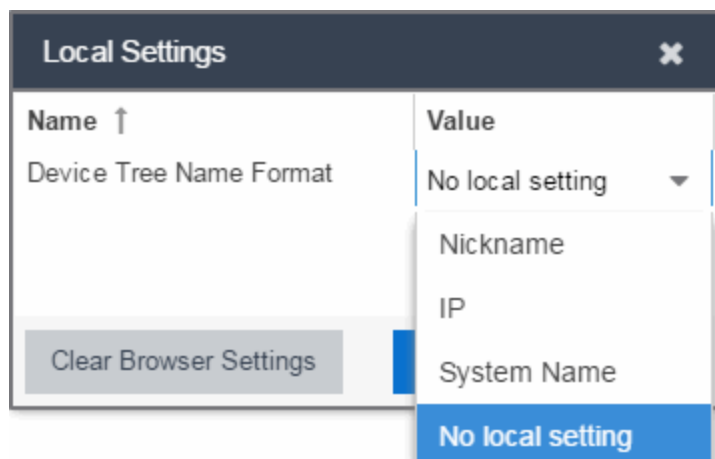 Local Settings
Name ↑ Value
Device Tree Name Format No local setting
Nickname
IP
Clear Browser Settings System Name
No local setting